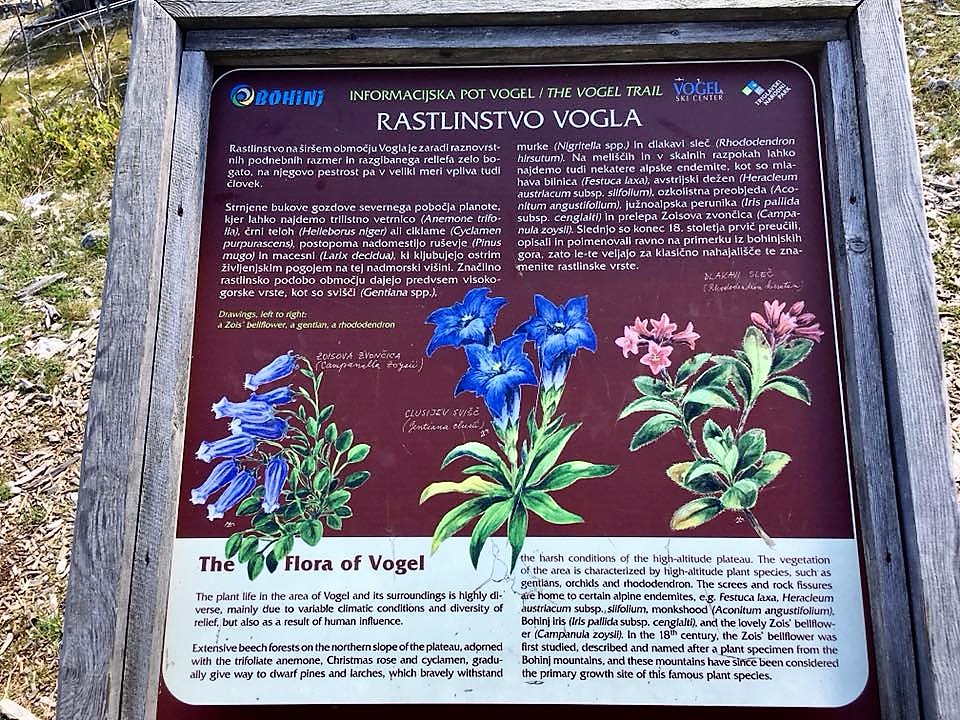 BOHINJ
INFORMACIJSKA POT VOGEL / THE VOGEL TRAIL
VOGEL
SKI CENTER
TRIGLAVSKI
NARODNI
PARK
RASTLINSTVO VOGLA
Rastlinstvo na širšem območju Vogla je zaradi raznovrst-
nih podnebnih razmer in razgibanega reliefa zelo bo-
gato, na njegovo pestrost pa v veliki meri vpliva tudi
človek.
Strnjene bukove gozdove severnega pobočja planote,
kjer lahko najdemo trilistno vetrnico (Anemone trifo-
lia), črni teloh (Helleborus niger) ali ciklame (Cyclamen
purpurascens), postopoma nadomestijo ruševje (Pinus
mugo) in macesni (Larix decidua), ki kljubujejo ostrim
življenjskim pogojem na tej nadmorski višini. Značilno
rastlinsko podobo območju dajejo predvsem visoko-
gorske vrste, kot so svišči (Gentiana spp.),
murke (Nigritella spp.) in dlakavi sleč (Rhododendron
hirsutum). Na meliščih in v skalnih razpokah lahko
najdemo tudi nekatere alpske endemite, kot so mla-
hava bilnica (Festuca laxa), avstrijski dežen (Heracleum
austriacum subsp. siifolium), ozkolistna preobjeda (Aco-
nitum angustifolium), južnoalpska perunika (Iris pallida
subsp. cengialti) in prelepa Zoisova zvončica (Campa-
nula zoysii). Slednjo so konec 18. stoletja prvič preučili,
opisali in poimenovali ravno na primerku iz bohinjskih
gora, zato le-te veljajo za klasično nahajališče te zna-
menite rastlinske vrste.
Drawings, left to right:
a Zois' bellflower, a gentian, a rhododendron
ZOISOVA ZVONČICA
(Campanula Zoysii)
CLUSIJEV SVIŠČ
(Gentiana clusii)
DLAKAVI SLEČ
(Rhododendron hirsutum)
The Flora of Vogel
The plant life in the area of Vogel and its surroundings is highly di-
verse, mainly due to variable climatic conditions and diversity of
relief, but also as a result of human influence.
Extensive beech forests on the northern slope of the plateau, adorned
with the trifoliate anemone, Christmas rose and cyclamen, gradu-
ally give way to dwarf pines and larches, which bravely withstand
the harsh conditions of the high-altitude plateau. The vegetation
of the area is characterized by high-altitude plant species, such as
gentians, orchids and rhododendron. The screes and rock fissures
are home to certain alpine endemites, e.g. Festuca laxa, Heracleum
austriacum subsp. siifolium, monkshood (Aconitum angustifolium),
Bohinj iris (Iris pallida subsp. cengialti), and the lovely Zois' bellflow-
er (Campanula zoysii). In the 18th century, the Zois' bellflower was
first studied, described and named after a plant specimen from the
Bohinj mountains, and these mountains have since been considered
the primary growth site of this famous plant species.